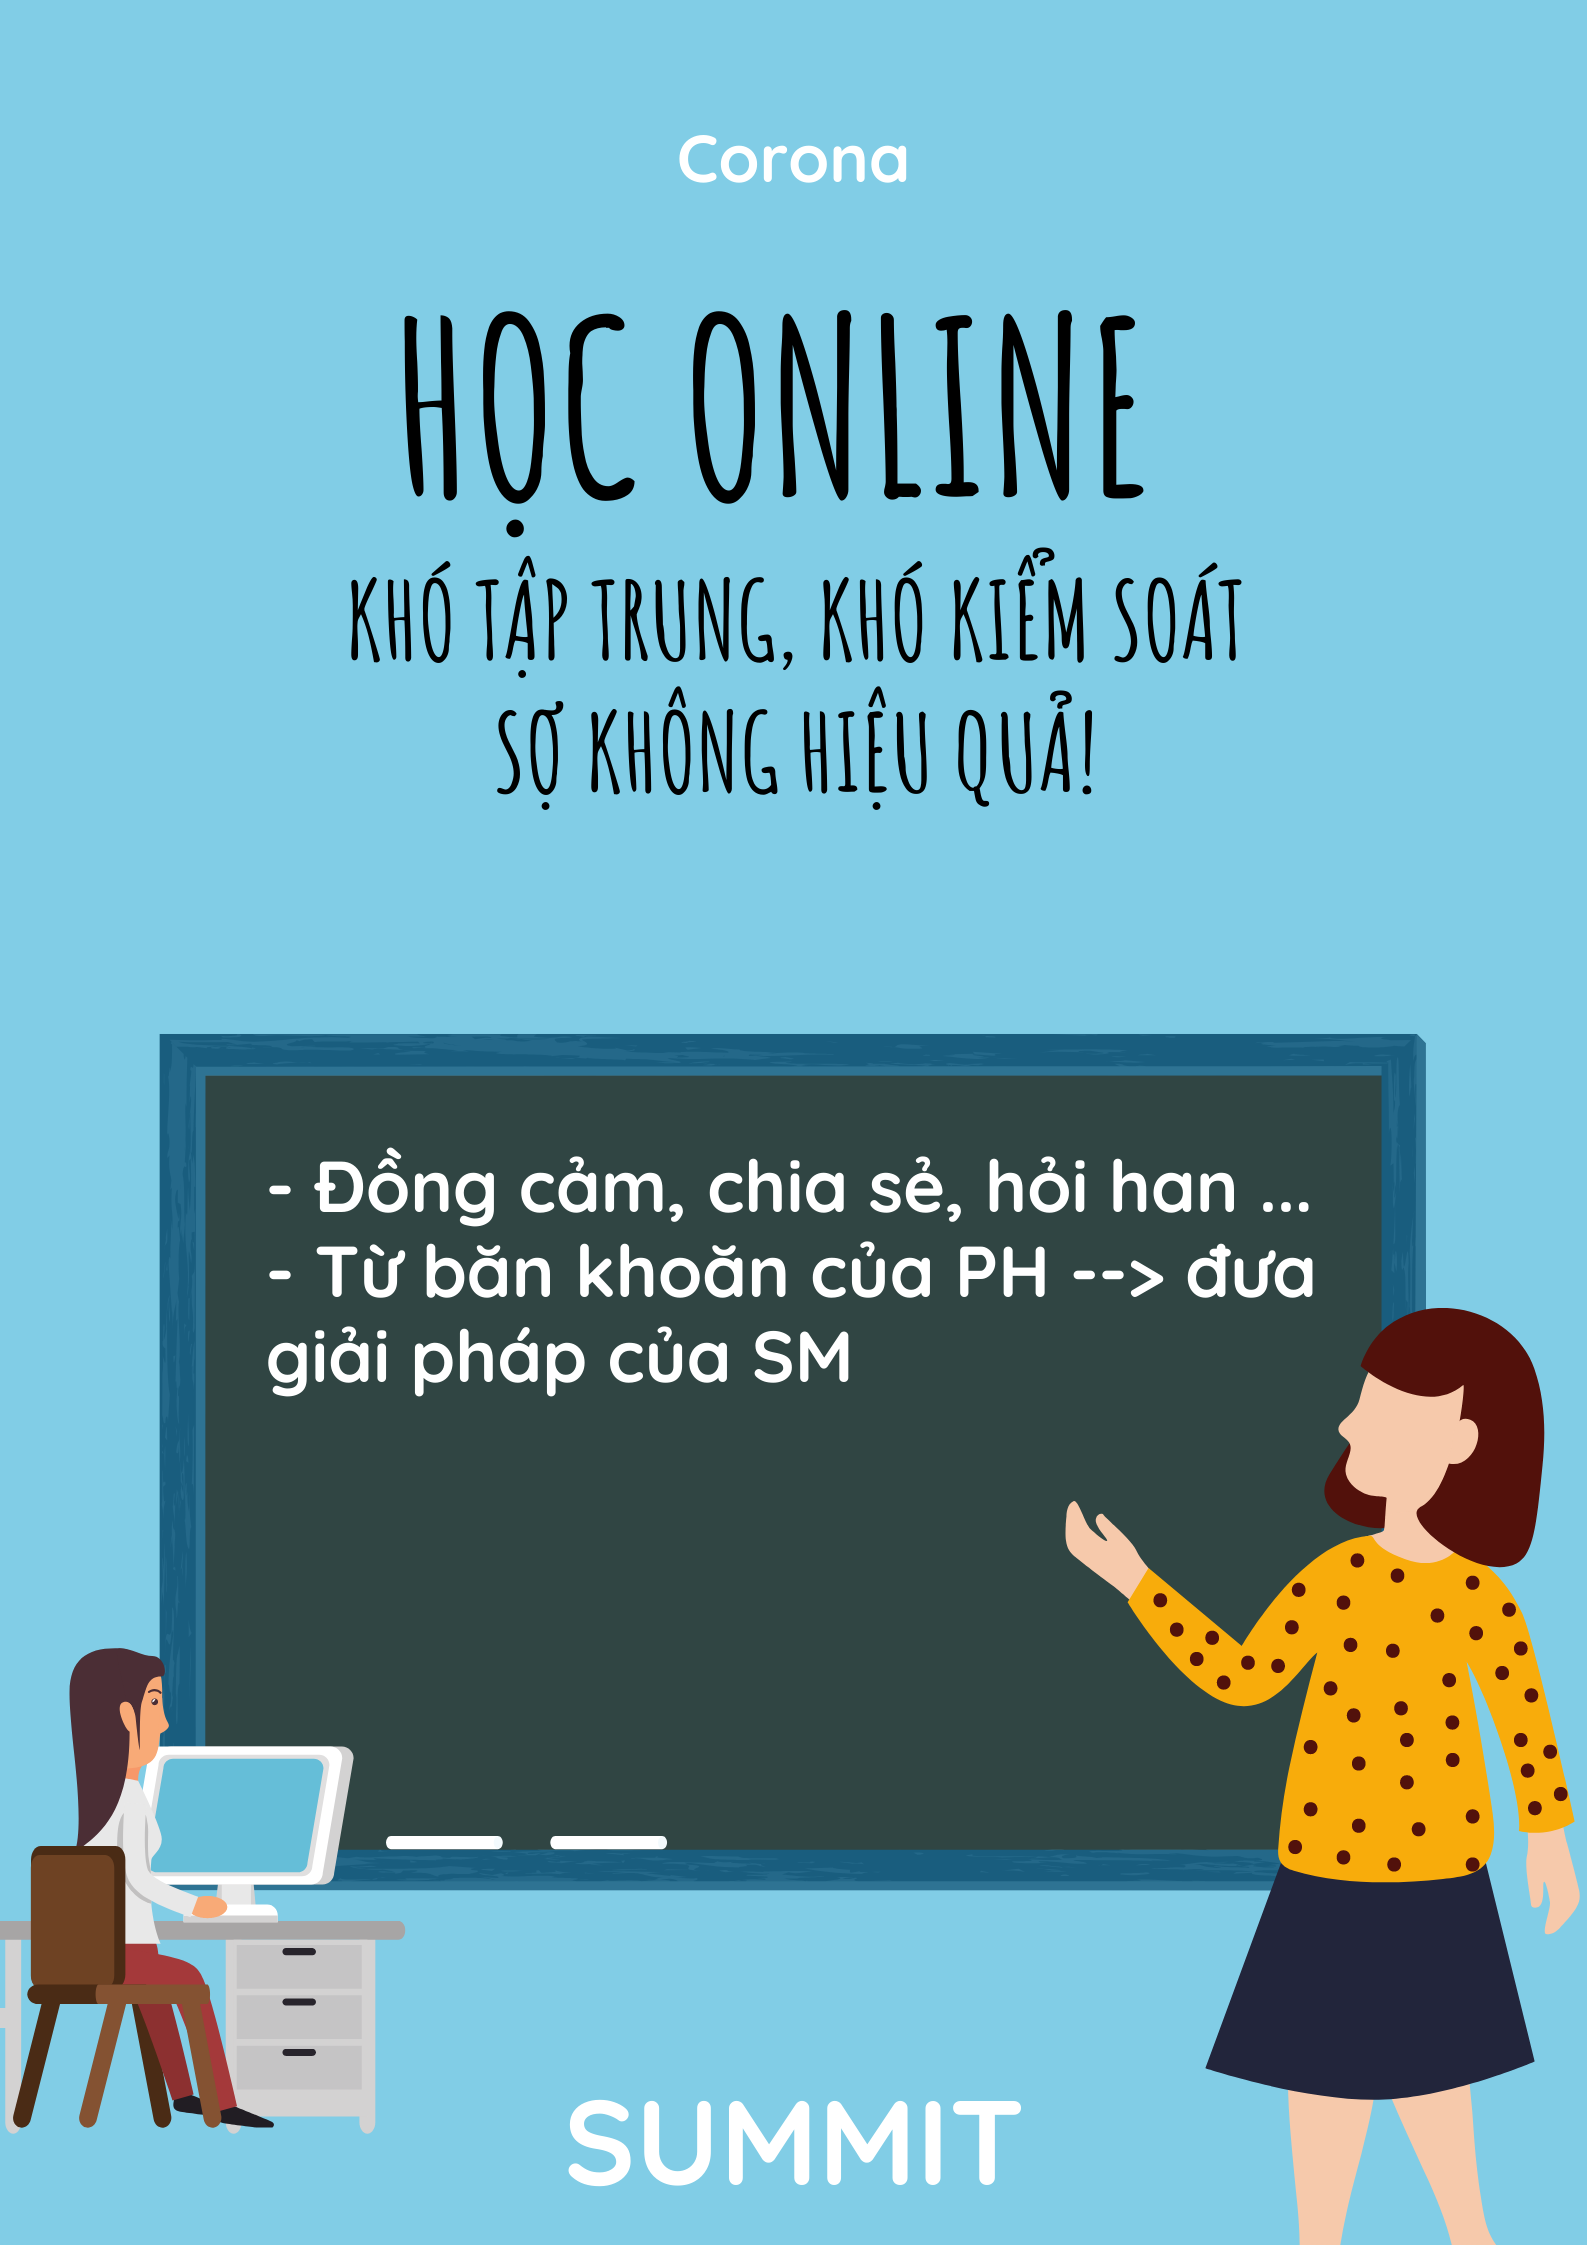 Corona
HỌC ONLINE
KHÓ TẬP TRUNG, KHÓ KIỂM SOÁT
SỢ KHÔNG HIỆU QUẢ!
- Đồng cảm, chia sẻ, hỏi han ...
- Từ băn khoăn của PH --> đưa
giải pháp của SM
SUMMIT